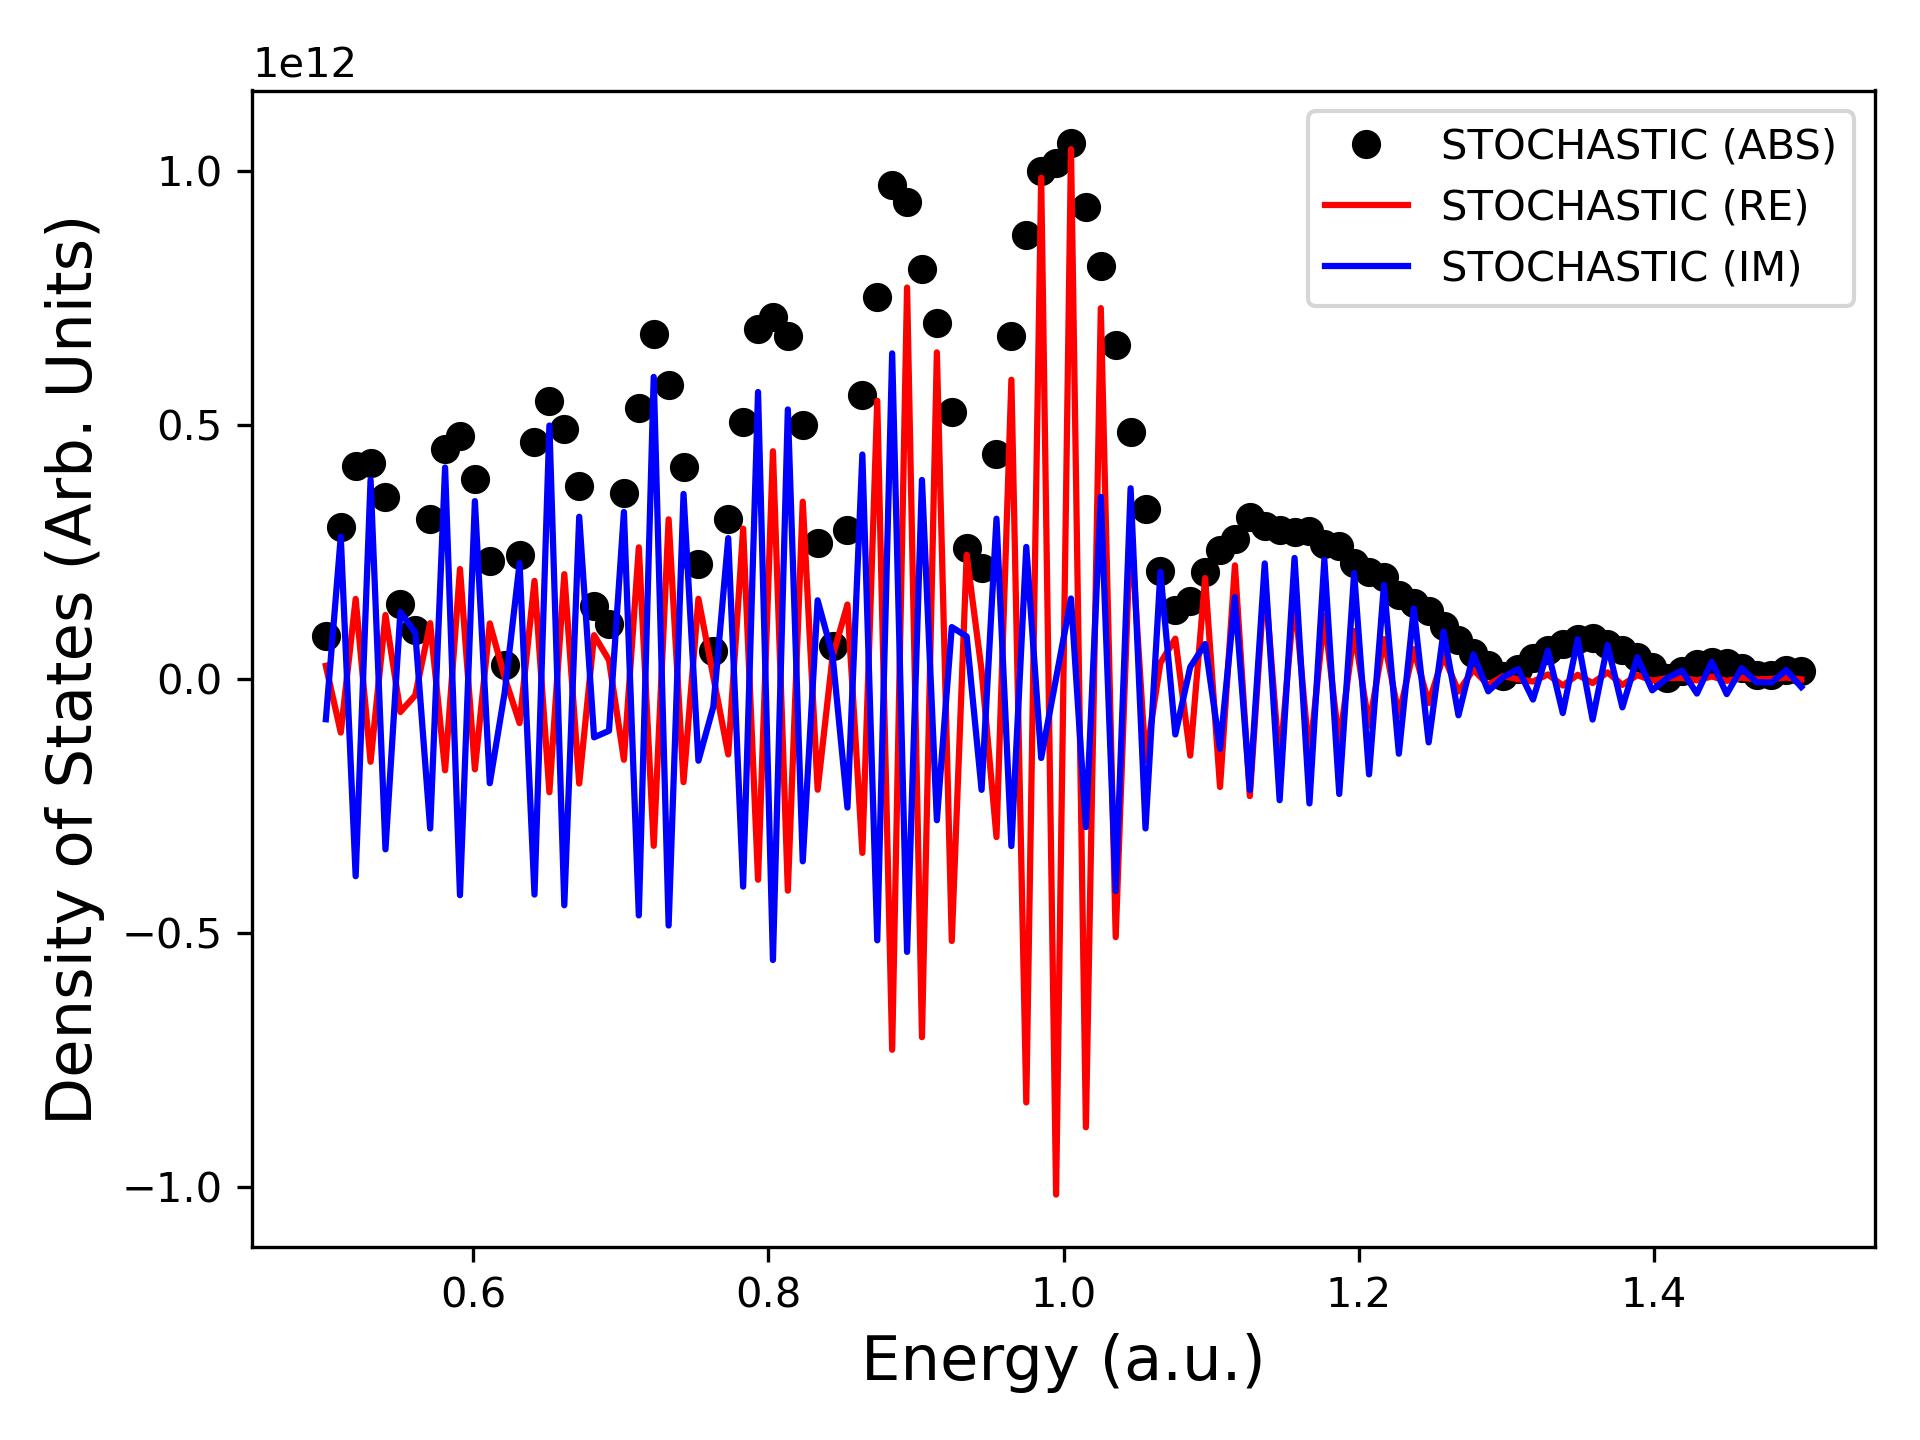 1e12
1.0
0.5
0.0
−0.5
−1.0
Density of States (Arb. Units)
STOCHASTIC (ABS)
STOCHASTIC (RE)
STOCHASTIC (IM)
0.6 0.8 1.0 1.2 1.4
Energy (a.u.)